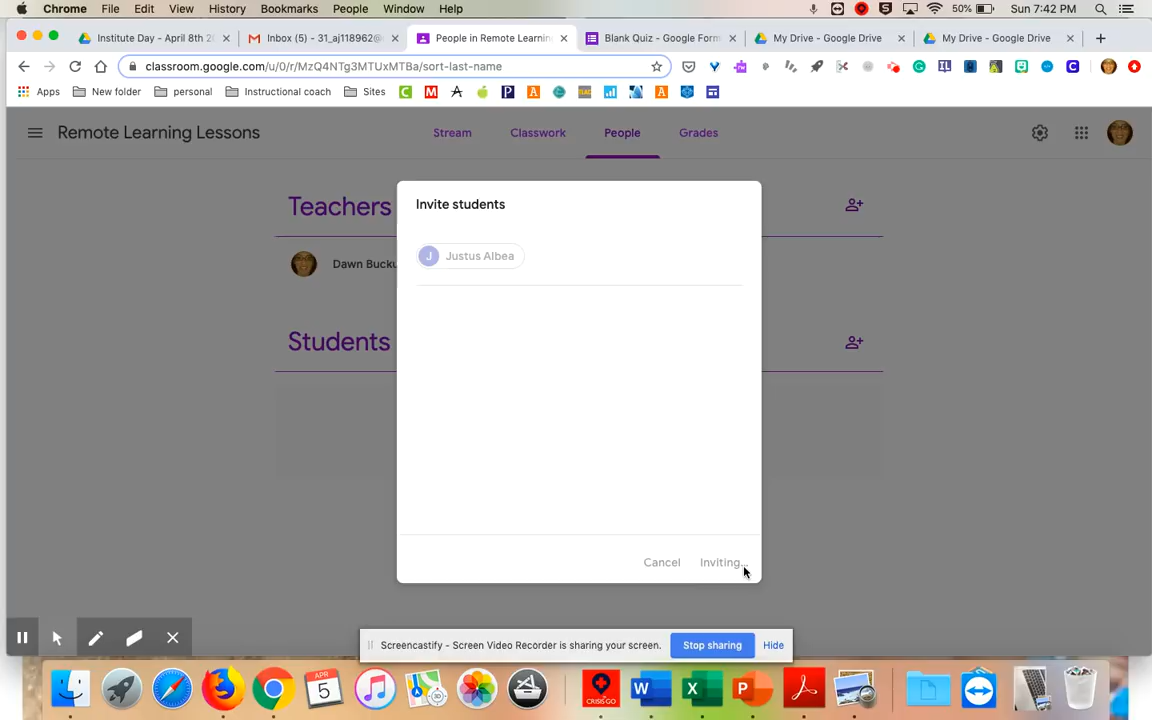 Chrome File Edit View History Bookmarks People Window Help 50% Sun 7:42 PM
Institute Day - April 8th 2 Inbox (5) - 31_aj118962@ People in Remote Learnin Blank Quiz - Google Form My Drive - Google Drive My Drive - Google Drive
classroom.google.com/u/0/r/MzQ4NTg3MTUxMTBa/sort-last-name
Apps New folder personal Instructional coach Sites
Remote Learning Lessons Stream Classwork People Grades
Invite students
Teachers
J Justus Albea
Dawn Bucku
Students
Cancel Inviting...
Screencastify - Screen Video Recorder is sharing your screen. Stop sharing Hide
APR
5
CRISIS GO